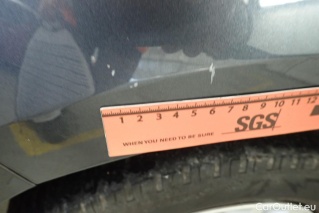 1 2 3 4 5 6 7 8 9 10 11 12
WHEN YOU NEED TO BE SURE SGS
CarOutlet.eu